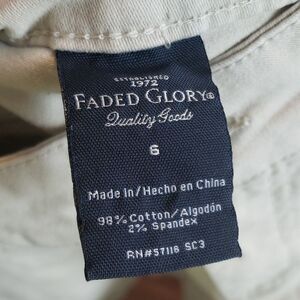 ESTABLISHED
1972
FADED GLORY®
Quality Goods
6
Made in/Hecho en China
98% Cotton/Algodón
2% Spandex
RN#57116 SC3